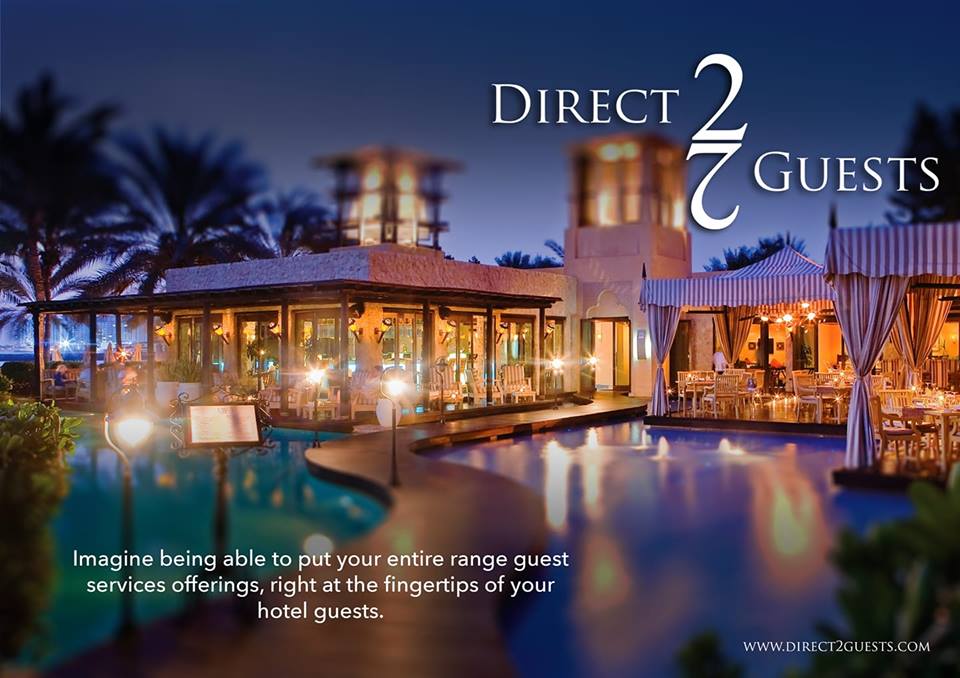 DIRECT 2
2 GUESTS
Imagine being able to put your entire range guest
services offerings, right at the fingertips of your
hotel guests.
WWW.DIRECT2GUESTS.COM